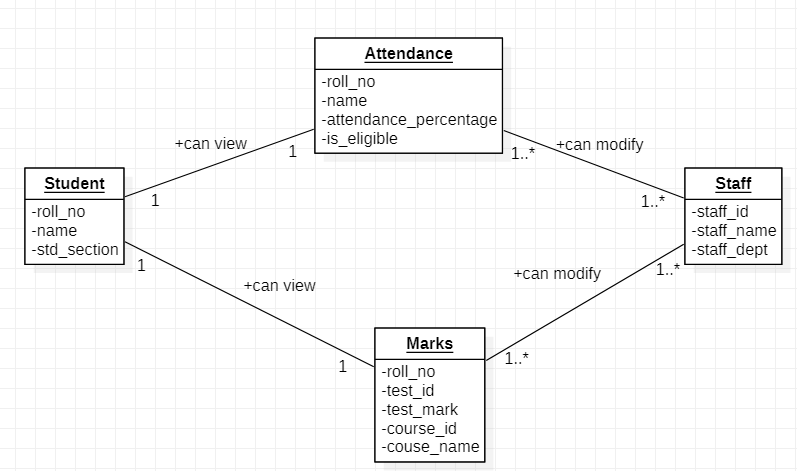 Attendance
-roll_no
-name
-attendance_percentage
-is_eligible
+can view
1
1
1..*
+can modify
1..*
Student
-roll_no
-name
-std_section
Staff
-staff_id
-staff_name
-staff_dept
1
+can view
1
+can modify
1..*
1..*
Marks
-roll_no
-test_id
-test_mark
-course_id
-couse_name